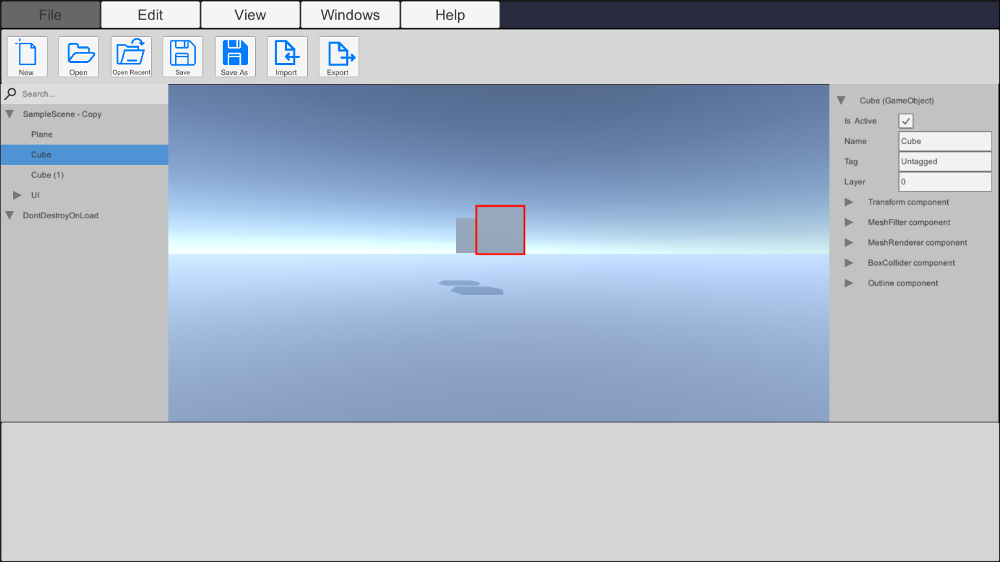 File
Edit
View
Windows
Help
New
Open
Open Recent
Save
Save As
Import
Export
Search...
SampleScene - Copy
Plane
Cube
Cube (1)
UI
DontDestroyOnLoad
Cube (GameObject)
Is Active
Name Cube
Tag Untagged
Layer 0
Transform component
MeshFilter component
MeshRenderer component
BoxCollider component
Outline component